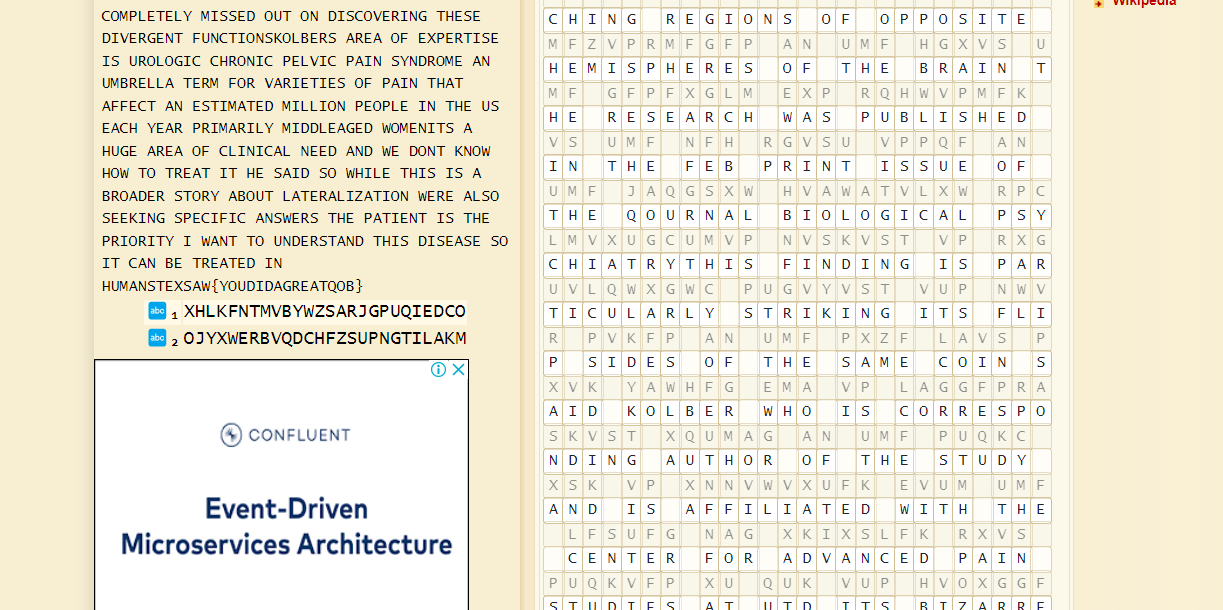 COMPLETELY MISSED OUT ON DISCOVERING THESE
DIVERGENT FUNCTIONSKOLBERS AREA OF EXPERTISE
IS UROLOGIC CHRONIC PELVIC PAIN SYNDROME AN
UMBRELLA TERM FOR VARIETIES OF PAIN THAT
AFFECT AN ESTIMATED MILLION PEOPLE IN THE US
EACH YEAR PRIMARILY MIDDLEAGED WOMENITS A
HUGE AREA OF CLINICAL NEED AND WE DONT KNOW
HOW TO TREAT IT HE SAID SO WHILE THIS IS A
BROADER STORY ABOUT LATERALIZATION WERE ALSO
SEEKING SPECIFIC ANSWERS THE PATIENT IS THE
PRIORITY I WANT TO UNDERSTAND THIS DISEASE SO
IT CAN BE TREATED IN
HUMANSTEXSAW{YOUDIDAGREATQOB}
abc 1 XHLKFNTMVBYWZSARJGPUQIEDCO
abc 2 OJYXWERBVQDCHFZSUPNGTILAKM
CONFLUENT
Event-Driven
Microservices Architecture
CHING REGIONS OF OPPOSITE
MFZVPRMFGFP AN UMF HGXVS U
HEMISPHERES OF THE BRAIN T
MF GFPFXGLM EXP RQHWVPMFK
HE RESEARCH WAS PUBLISHED
VS UMF NFH RGVSU VPPQF AN
IN THE FEB PRINT ISSUE OF
UMF JAQGSXW HVAWATVLXW RPC
THE QOURNAL BIOLOGICAL PSY
LMVXUGCUMVP NVSKVST VP RXG
CHIATRYTHIS FINDING IS PAR
UVLQWXGWC PUGVYVST VUP NWV
TICULARLY STRIKING ITS FLI
R PVKFP AN UMF PXZF LAVS P
P SIDES OF THE SAME COIN S
XVK YAWHFG EMA VP LAGGFPRA
AID KOLBER WHO IS CORRESPO
SKVST XQUMAG AN UMF PUQKC
NDING AUTHOR OF THE STUDY
XSK VP XNNVWVXUFK EVUM UMF
AND IS AFFILIATED WITH THE
LFSUFG NAG XKIXSLFK RXVS
CENTER FOR ADVANCED PAIN
PUQKVFP XU QUK VUP HVOXGGF
STUDIES AT UTD ITS BIZARRE
Wikipedia